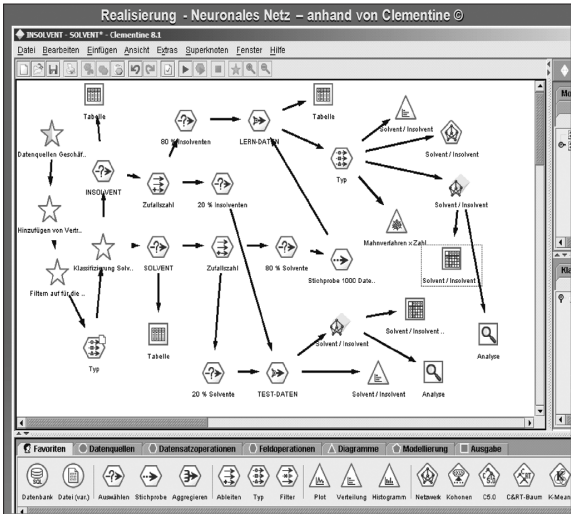 Realisierung - Neuronales Netz – anhand von Clementine ©
INSOLVENT - SOLVENT* - Clementine 8.1
Datei Bearbeiten Einfügen Ansicht Extras Superknoten Fenster Hilfe
Mo
Tabelle
80 % Insolventen
LERN-DATEN
Tabelle
Solvent / Insolvent
Solvent / Insolvent
Datenquellen Geschäf..
Typ
INSOLVENT
Zufallszahl
20 % Insolventen
Solvent / Insolvent
Hinzufügen von Vertr..
Mahnverfahren x Zahl..
Klassifizierung Solv..
SOLVENT
Zufallszahl
80 % Solvente
Stichprobe 1000 Date..
Solvent / Insolvent
Kla
Filtern auf für die ..
Typ
Tabelle
Solvent / Insolvent
Solvent / Insolvent ..
Analyse
20 % Solvente
TEST-DATEN
Solvent / Insolvent
Analyse
Favoriten Datenquellen Datensatzoperationen Feldoperationen Diagramme Modellierung Ausgabe
SQL
Datenbank Datei (var.) Auswählen Stichprobe Aggregieren Ableiten Typ Filter Plot Verteilung Histogramm Netzwerk Kohonen C5.0 C&RT-Baum K-Mean